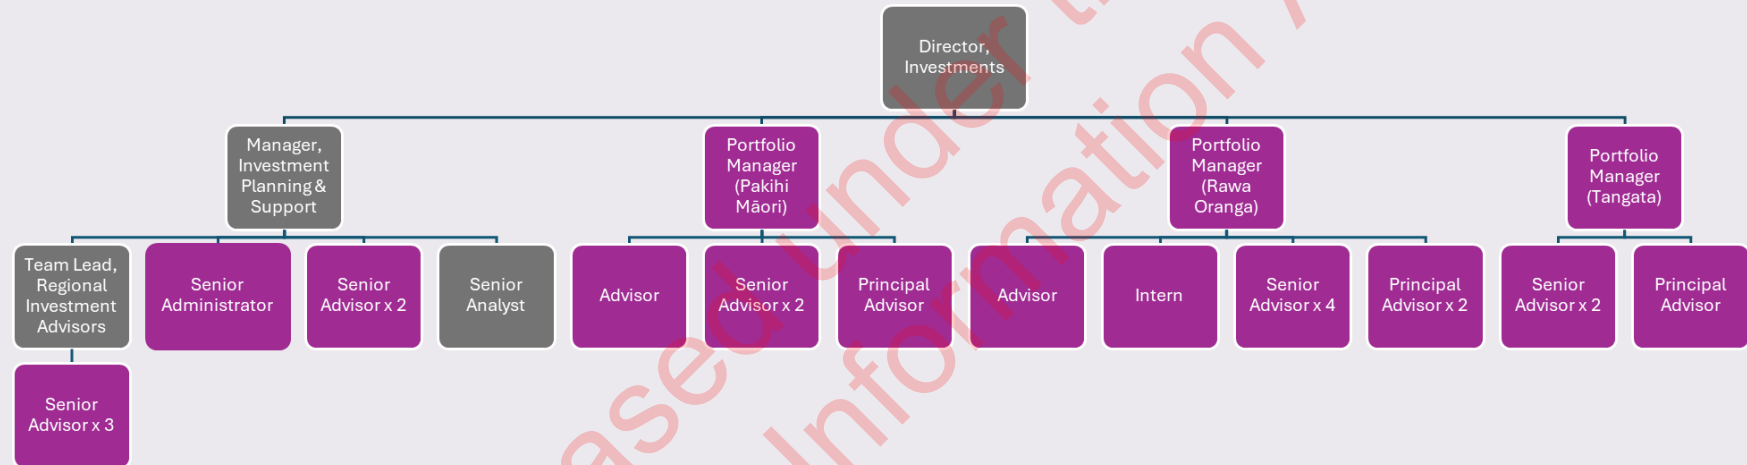 Director,
Investments
Manager,
Investment
Planning &
Support
Portfolio
Manager
(Pakihi
Māori)
Portfolio
Manager
(Rawa
Oranga)
Portfolio
Manager
(Tangata)
Team Lead,
Regional
Investment
Advisors
Senior
Administrator
Senior
Advisor x 2
Senior
Analyst
Advisor
Senior
Advisor x 2
Principal
Advisor
Advisor
Intern
Senior
Advisor x 4
Principal
Advisor x 2
Senior
Advisor x 2
Principal
Advisor
Senior
Advisor x 3
under
Information